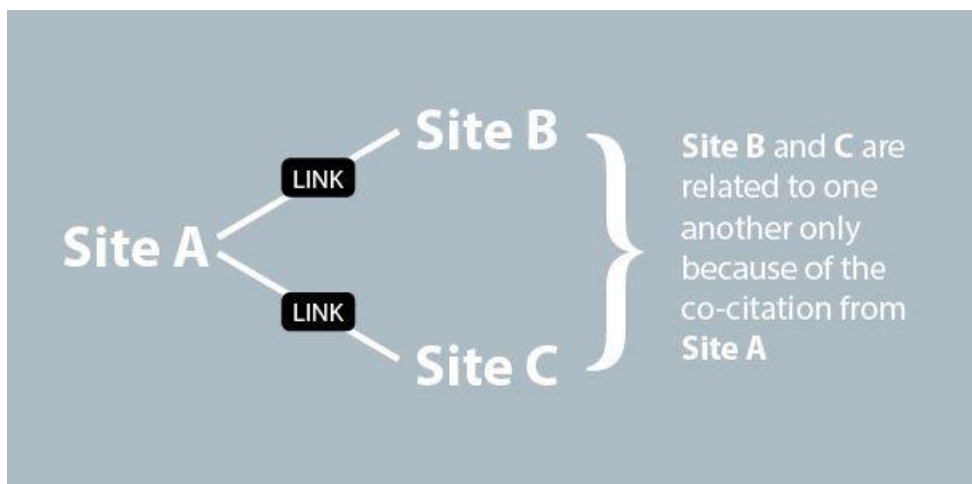 Site A
LINK
LINK
Site B
Site C
Site B and C are
related to one
another only
because of the
co-citation from
Site A